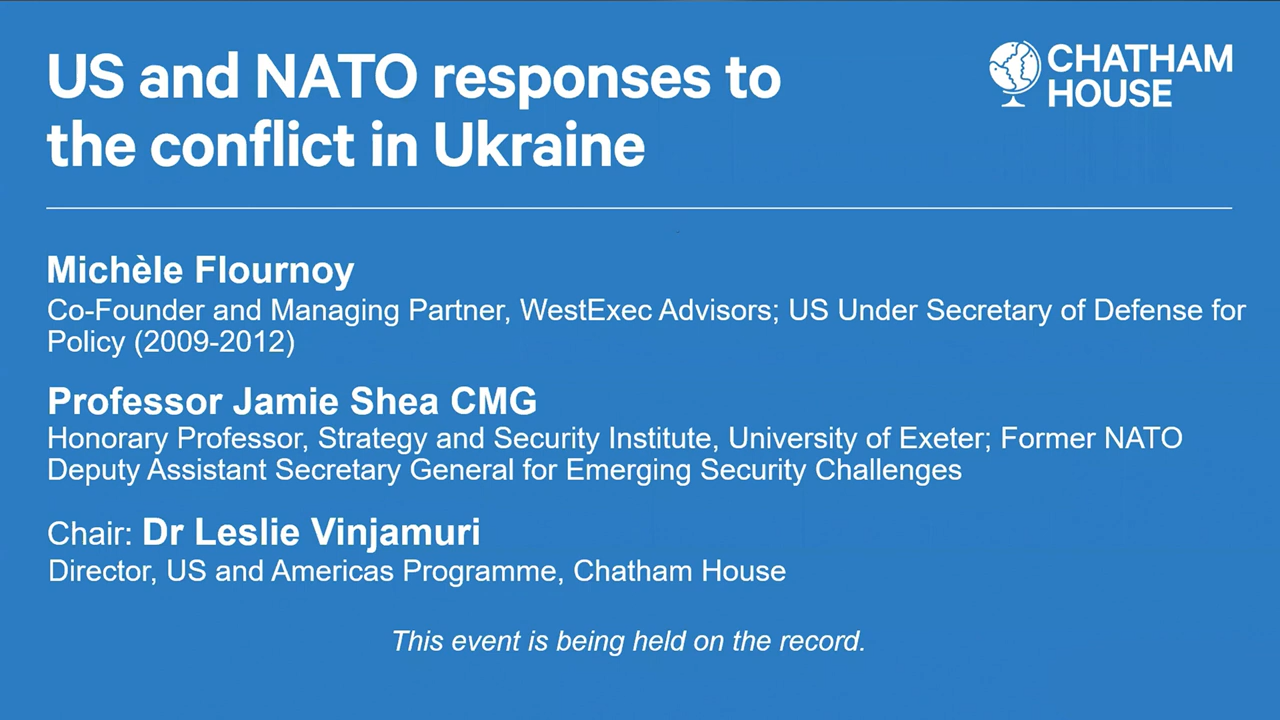 US and NATO responses to
the conflict in Ukraine
CHATHAM
HOUSE
Michèle Flournoy
Co-Founder and Managing Partner, WestExec Advisors; US Under Secretary of Defense for
Policy (2009-2012)
Professor Jamie Shea CMG
Honorary Professor, Strategy and Security Institute, University of Exeter; Former NATO
Deputy Assistant Secretary General for Emerging Security Challenges
Chair: Dr Leslie Vinjamuri
Director, US and Americas Programme, Chatham House
This event is being held on the record.